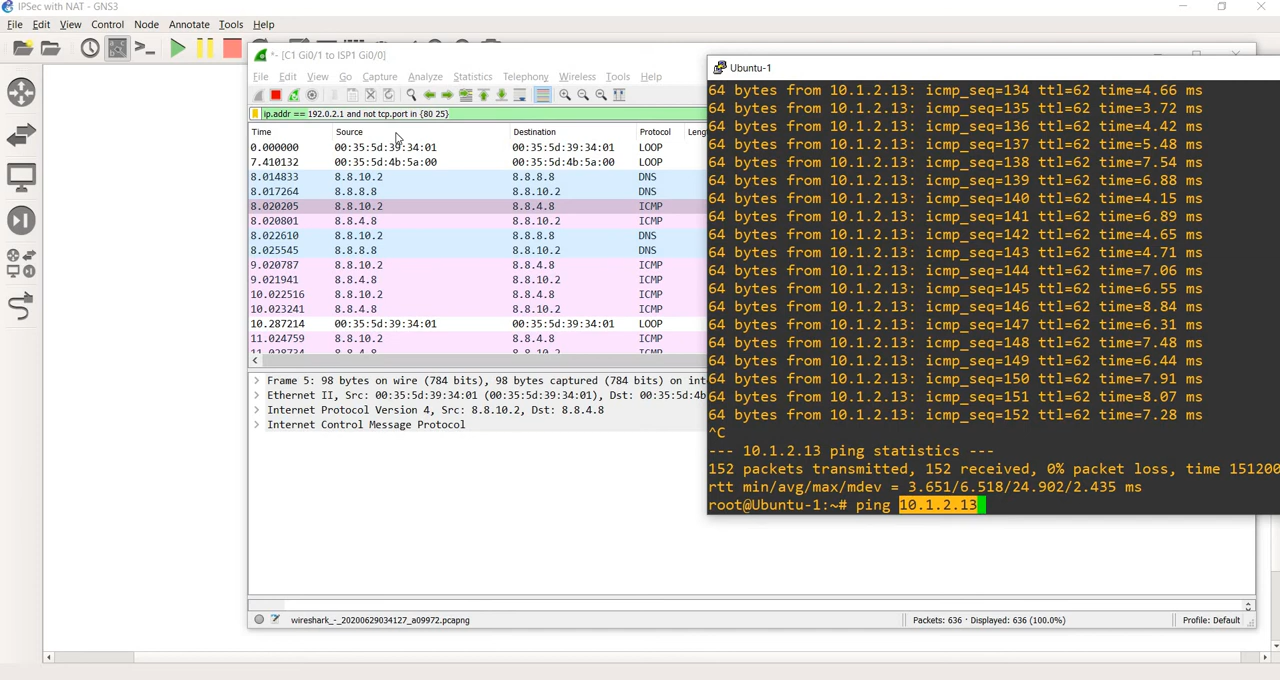 IPSec with NAT - GNS3
File Edit View Control Node Annotate Tools Help
*- [C1 Gi0/1 to ISP1 Gi0/0]
File Edit View Go Capture Analyze Statistics Telephony Wireless Tools Help
ip.addr == 192.0.2.1 and not tcp.port in {80 25}
Time Source Destination Protocol Leng
0.000000 00:35:5d:39:34:01 00:35:5d:39:34:01 LOOP
7.410132 00:35:5d:4b:5a:00 00:35:5d:4b:5a:00 LOOP
8.014833 8.8.10.2 8.8.8.8 DNS
8.017264 8.8.8.8 8.8.10.2 DNS
8.020205 8.8.10.2 8.8.4.8 ICMP
8.020801 8.8.4.8 8.8.10.2 ICMP
8.022610 8.8.10.2 8.8.8.8 DNS
8.025545 8.8.8.8 8.8.10.2 DNS
9.020787 8.8.10.2 8.8.4.8 ICMP
9.021941 8.8.4.8 8.8.10.2 ICMP
10.022516 8.8.10.2 8.8.4.8 ICMP
10.023241 8.8.4.8 8.8.10.2 ICMP
10.287214 00:35:5d:39:34:01 00:35:5d:39:34:01 LOOP
11.024759 8.8.10.2 8.8.4.8 ICMP
11.028734 8.8.4.8 8.8.10.2 ICMP
Frame 5: 98 bytes on wire (784 bits), 98 bytes captured (784 bits) on int
Ethernet II, Src: 00:35:5d:39:34:01 (00:35:5d:39:34:01), Dst: 00:35:5d:4b
Internet Protocol Version 4, Src: 8.8.10.2, Dst: 8.8.4.8
Internet Control Message Protocol
wireshark_-_20200629034127_a09972.pcapng Packets: 636 · Displayed: 636 (100.0%) Profile: Default
Ubuntu-1
64 bytes from 10.1.2.13: icmp_seq=134 ttl=62 time=4.66 ms
64 bytes from 10.1.2.13: icmp_seq=135 ttl=62 time=3.72 ms
64 bytes from 10.1.2.13: icmp_seq=136 ttl=62 time=4.42 ms
64 bytes from 10.1.2.13: icmp_seq=137 ttl=62 time=5.48 ms
64 bytes from 10.1.2.13: icmp_seq=138 ttl=62 time=7.54 ms
64 bytes from 10.1.2.13: icmp_seq=139 ttl=62 time=6.88 ms
64 bytes from 10.1.2.13: icmp_seq=140 ttl=62 time=4.15 ms
64 bytes from 10.1.2.13: icmp_seq=141 ttl=62 time=6.89 ms
64 bytes from 10.1.2.13: icmp_seq=142 ttl=62 time=4.65 ms
64 bytes from 10.1.2.13: icmp_seq=143 ttl=62 time=4.71 ms
64 bytes from 10.1.2.13: icmp_seq=144 ttl=62 time=7.06 ms
64 bytes from 10.1.2.13: icmp_seq=145 ttl=62 time=6.55 ms
64 bytes from 10.1.2.13: icmp_seq=146 ttl=62 time=8.84 ms
64 bytes from 10.1.2.13: icmp_seq=147 ttl=62 time=6.31 ms
64 bytes from 10.1.2.13: icmp_seq=148 ttl=62 time=7.48 ms
64 bytes from 10.1.2.13: icmp_seq=149 ttl=62 time=6.44 ms
64 bytes from 10.1.2.13: icmp_seq=150 ttl=62 time=7.91 ms
64 bytes from 10.1.2.13: icmp_seq=151 ttl=62 time=8.07 ms
64 bytes from 10.1.2.13: icmp_seq=152 ttl=62 time=7.28 ms
^C
--- 10.1.2.13 ping statistics ---
152 packets transmitted, 152 received, 0% packet loss, time 151200
rtt min/avg/max/mdev = 3.651/6.518/24.902/2.435 ms
root@Ubuntu-1:~# ping 10.1.2.13